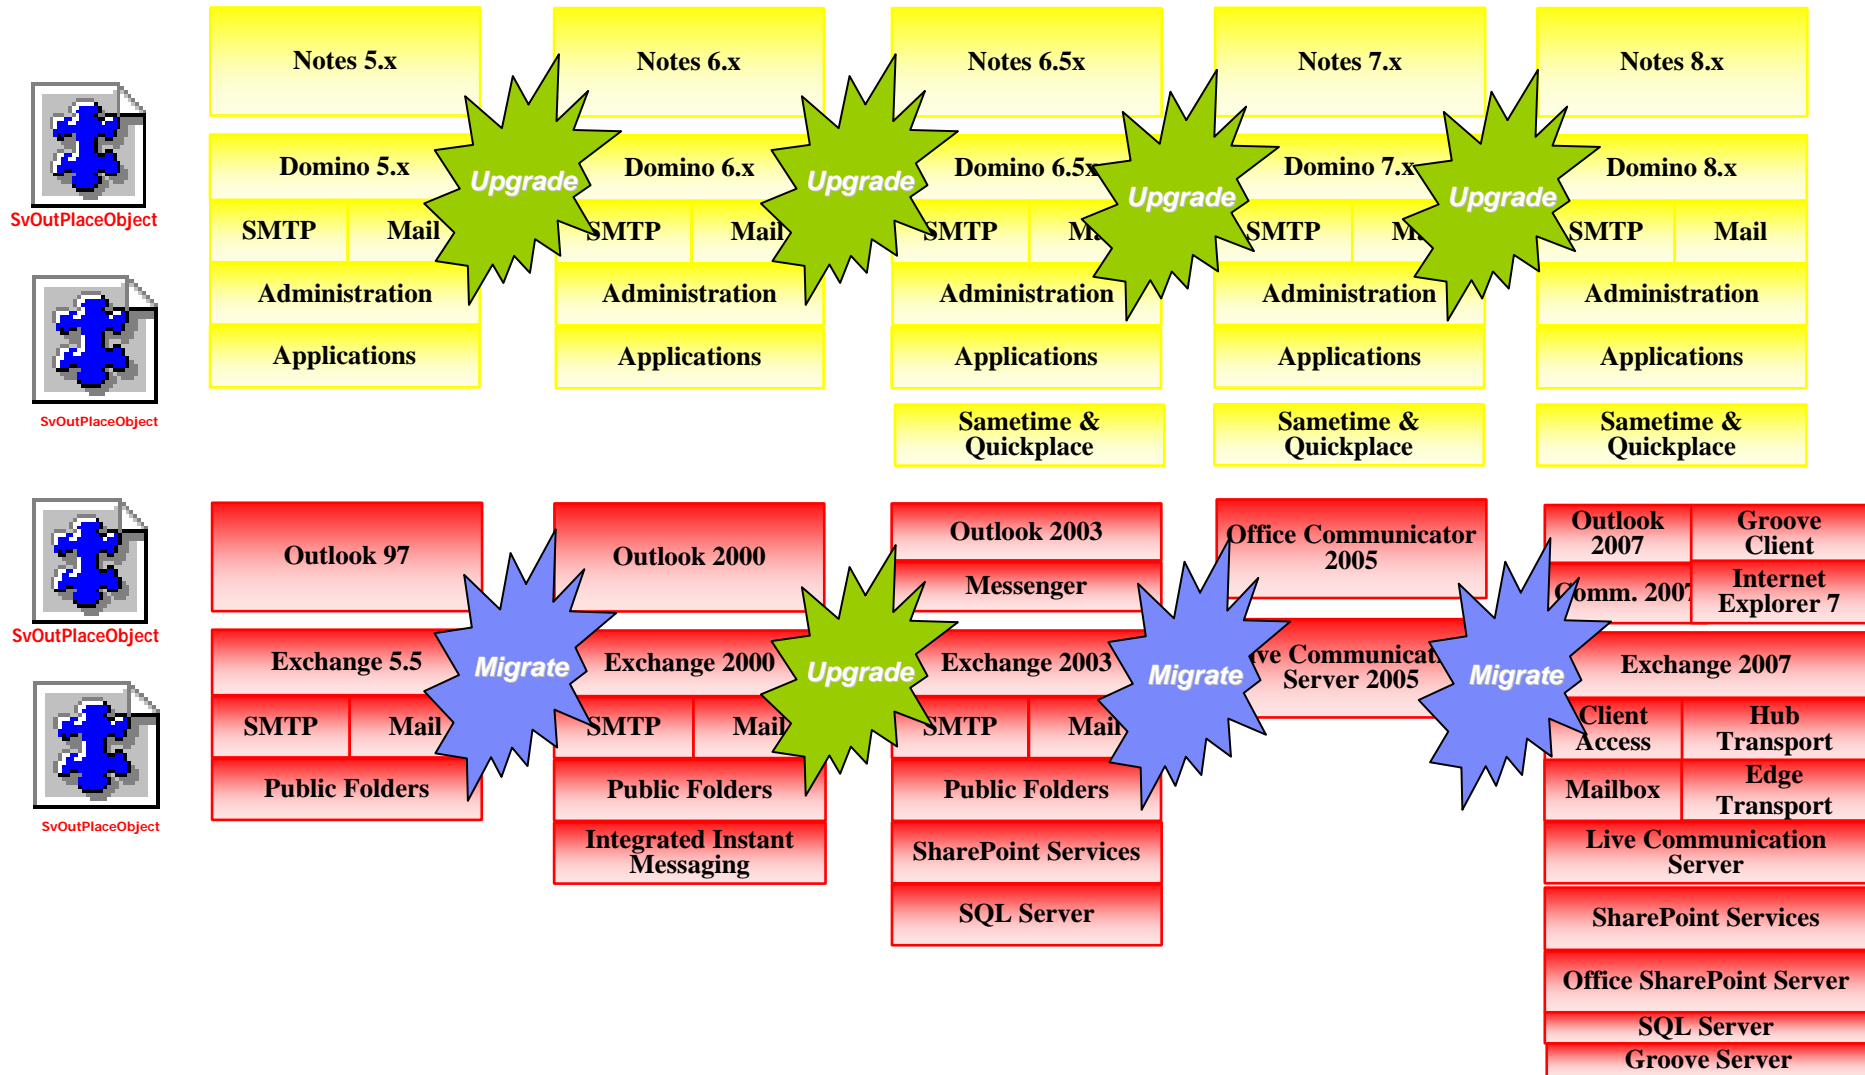 Notes 5.x
Notes 6.x
Notes 6.5x
Notes 7.x
Notes 8.x
SvOutPlaceObject
Domino 5.x
Domino 6.x
Domino 6.5x
Domino 7.x
Domino 8.x
Upgrade
Upgrade
Upgrade
Upgrade
SMTP
Mail
SMTP
Mail
SMTP
SMTP
SMTP
Mail
Administration
Administration
Administration
Administration
Administration
Applications
Applications
Applications
Applications
Applications
SvOutPlaceObject
Sametime &
Quickplace
Sametime &
Quickplace
Sametime &
Quickplace
SvOutPlaceObject
Outlook 97
Outlook 2000
Outlook 2003
Messenger
Office Communicator
2005
Outlook
2007
Groove
Client
Comm. 2007
Internet
Explorer 7
Exchange 5.5
Exchange 2000
Exchange 2003
Server 2005
Exchange 2007
Migrate
Upgrade
Migrate
Migrate
SMTP
Mail
SMTP
Mail
SMTP
Mail
Client
Access
Hub
Transport
Public Folders
Public Folders
Public Folders
Mailbox
Edge
Transport
SvOutPlaceObject
Integrated Instant
Messaging
SharePoint Services
Live Communication
Server
SQL Server
SharePoint Services
Office SharePoint Server
SQL Server
Groove Server